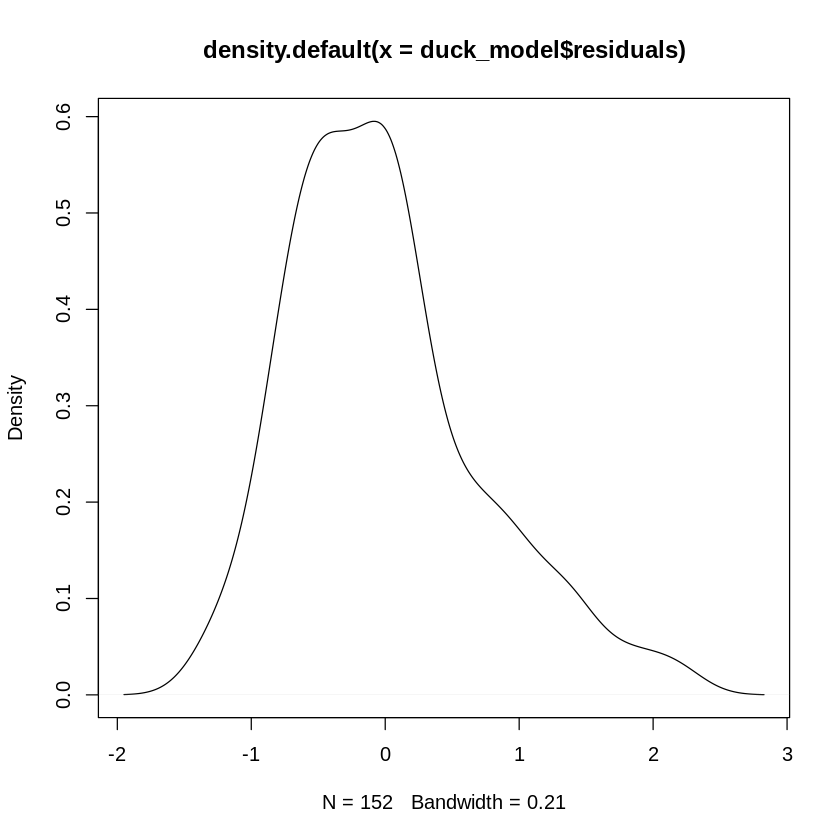 density.default(x = duck_model$residuals)
Density
0.6
0.5
0.4
0.3
0.2
0.1
0.0
-2 -1 0 1 2 3
N = 152 Bandwidth = 0.21